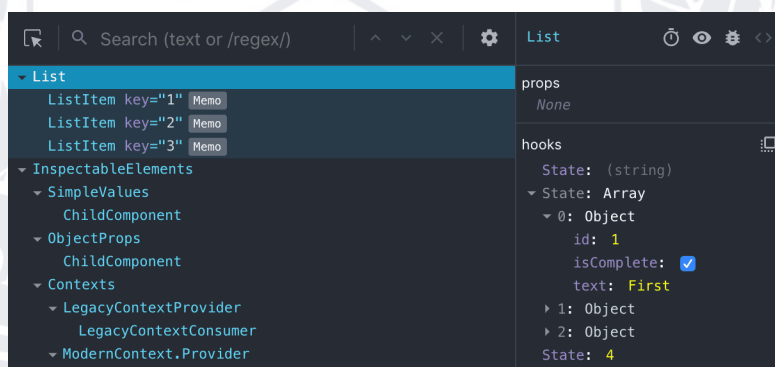 Search (text or /regex/)
List
ListItem key="1" Memo
ListItem key="2" Memo
ListItem key="3" Memo
InspectableElements
SimpleValues
ChildComponent
ObjectProps
ChildComponent
Contexts
LegacyContextProvider
LegacyContextConsumer
ModernContext.Provider
List
props
None
hooks
State: (string)
State: Array
0: Object
id: 1
isComplete:
text: First
1: Object
2: Object
State: 4